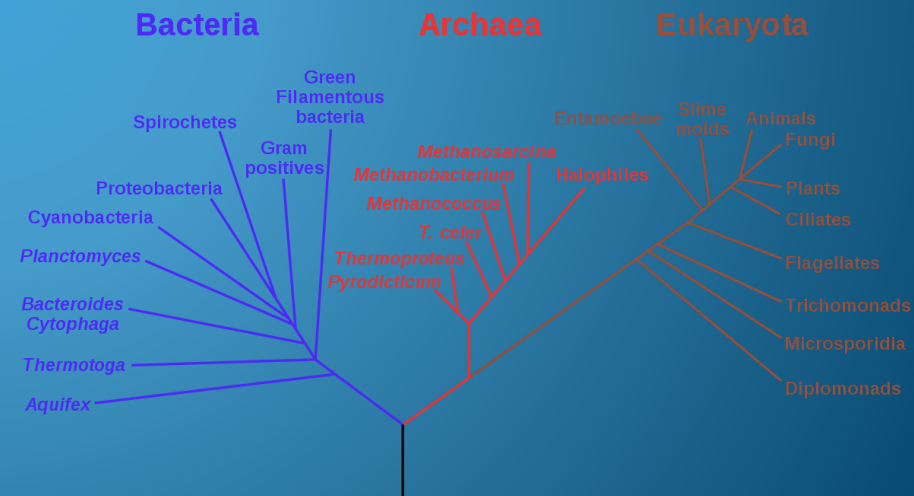 Bacteria
Archaea
Eukaryota
Green
Filamentous
bacteria
Spirochetes
Gram
positives
Proteobacteria
Cyanobacteria
Planctomyces
Bacteroides
Cytophaga
Thermotoga
Aquifex
Methanosarcina
Methanobacterium
Halophiles
Methanococcus
T. celer
Thermoproteus
Pyrodicticum
Entamoebae
Slime
molds
Animals
Fungi
Plants
Ciliates
Flagellates
Trichomonads
Microsporidia
Diplomonads